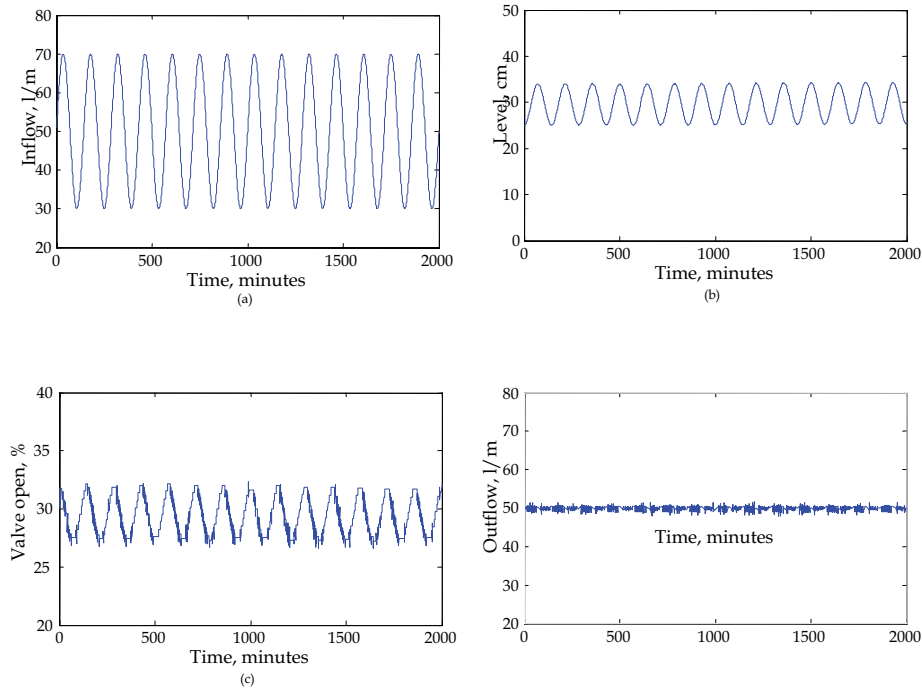 80
70
60
50
40
30
20
Inflow, l/m
0 500 1000 1500 2000
Time, minutes
(a)
50
40
30
20
10
0
Level, cm
0 500 1000 1500 2000
Time, minutes
(b)
40
35
30
25
20
Valve open, %
0 500 1000 1500 2000
Time, minutes
(c)
80
70
60
50
40
30
20
Outflow, l/m
Time, minutes
0 500 1000 1500 2000